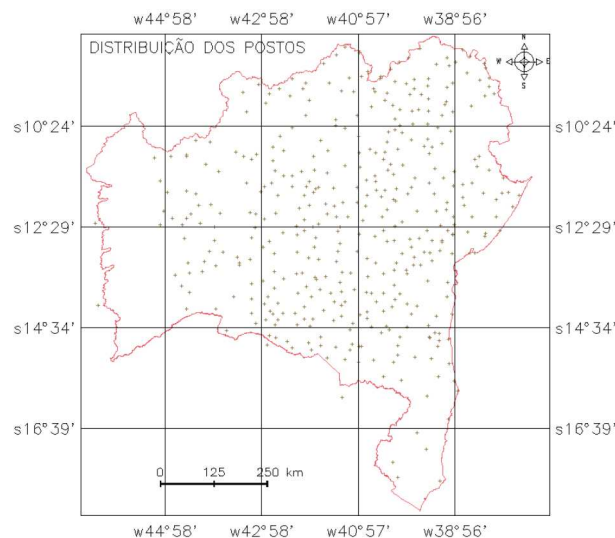 w44°58' w42°58' w40°57' w38°56'
DISTRIBUIÇÃO DOS POSTOS
N
W E
S
s10°24' s10°24'
s12°29' s12°29'
s14°34' s14°34'
s16°39' s16°39'
0 125 250 km
w44°58' w42°58' w40°57' w38°56'